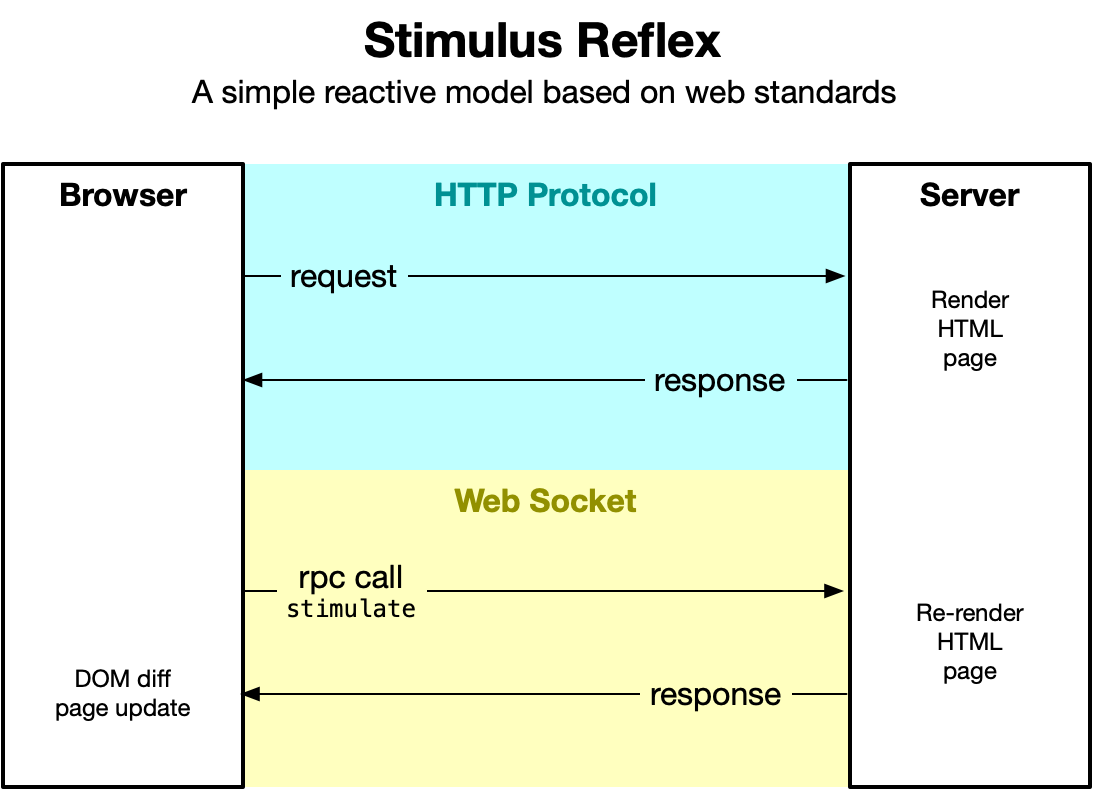 Stimulus Reflex
A simple reactive model based on web standards
Browser
HTTP Protocol
Server
request
Render
HTML
page
response
Web Socket
rpc call
stimulate
Re-render
HTML
page
DOM diff
page update
response